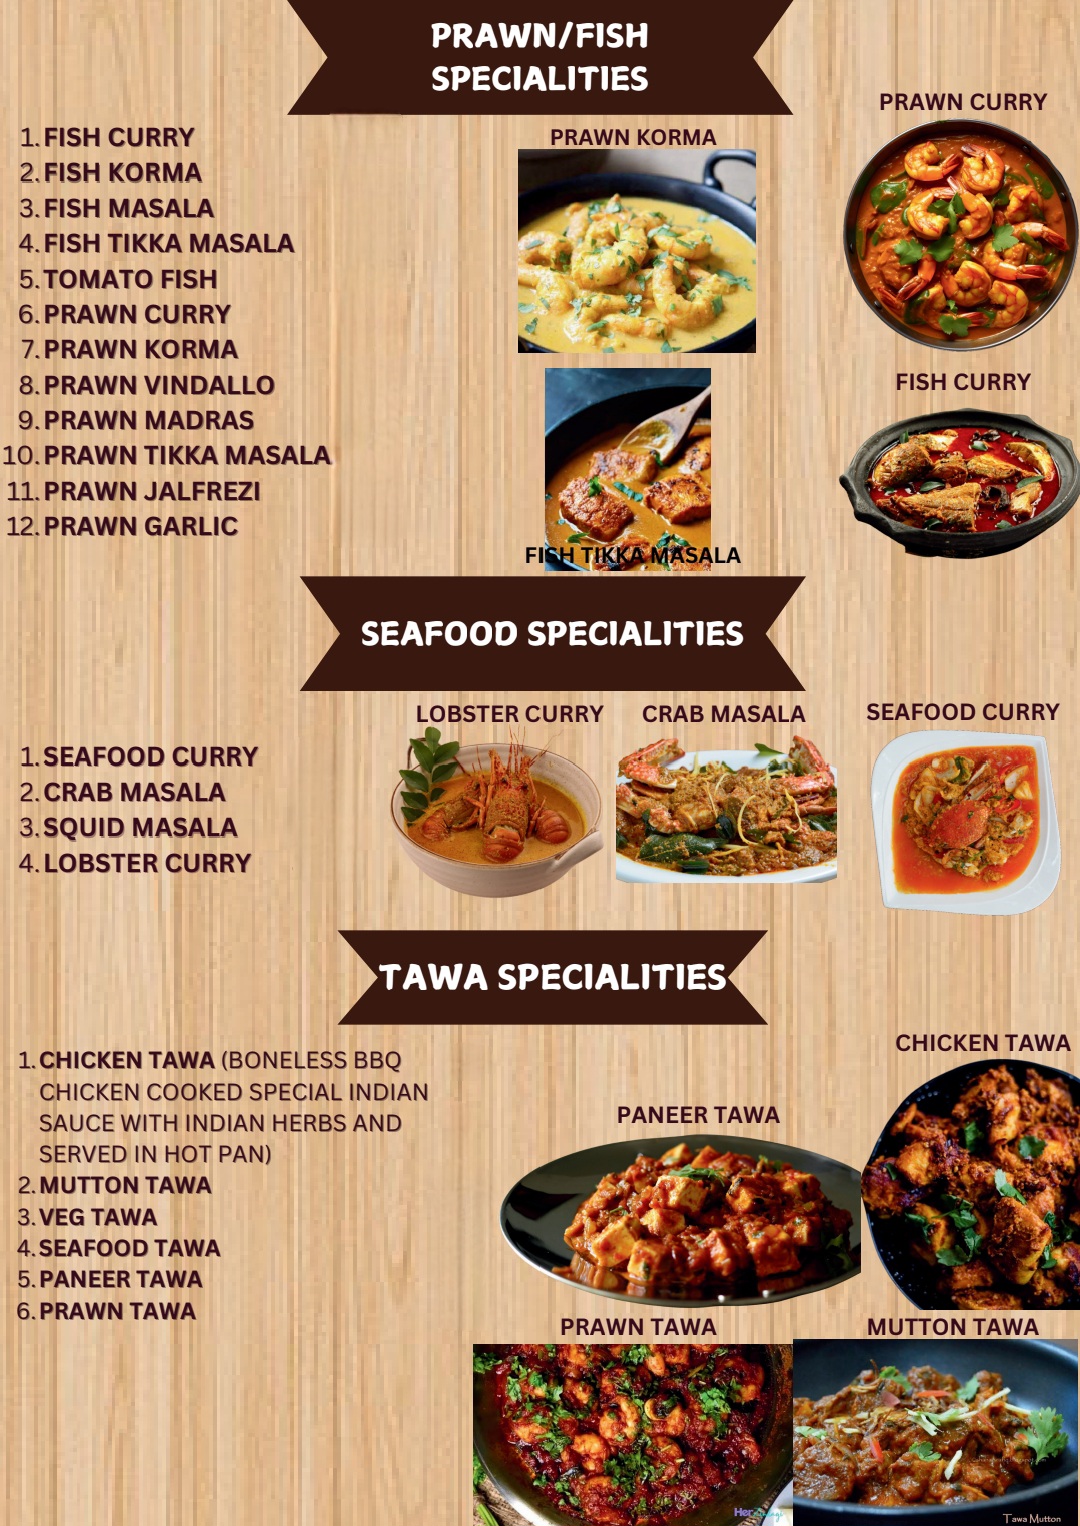 PRAWN/FISH
SPECIALITIES
1. FISH CURRY
2. FISH KORMA
3. FISH MASALA
4. FISH TIKKA MASALA
5. TOMATO FISH
6. PRAWN CURRY
7. PRAWN KORMA
8. PRAWN VINDALLO
9. PRAWN MADRAS
10. PRAWN TIKKA MASALA
11. PRAWN JALFREZI
12. PRAWN GARLIC
PRAWN KORMA
PRAWN CURRY
FISH TIKKA MASALA
FISH CURRY
SEAFOOD SPECIALITIES
1. SEAFOOD CURRY
2. CRAB MASALA
3. SQUID MASALA
4. LOBSTER CURRY
LOBSTER CURRY
CRAB MASALA
SEAFOOD CURRY
TAWA SPECIALITIES
1. CHICKEN TAWA (BONELESS BBQ
CHICKEN COOKED SPECIAL INDIAN
SAUCE WITH INDIAN HERBS AND
SERVED IN HOT PAN)
2. MUTTON TAWA
3. VEG TAWA
4. SEAFOOD TAWA
5. PANEER TAWA
6. PRAWN TAWA
CHICKEN TAWA
PANEER TAWA
PRAWN TAWA
MUTTON TAWA
Tawa Mutton